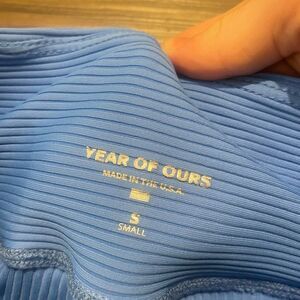 YEAR OF OURS
MADE IN THE U.S.A.
S
SMALL